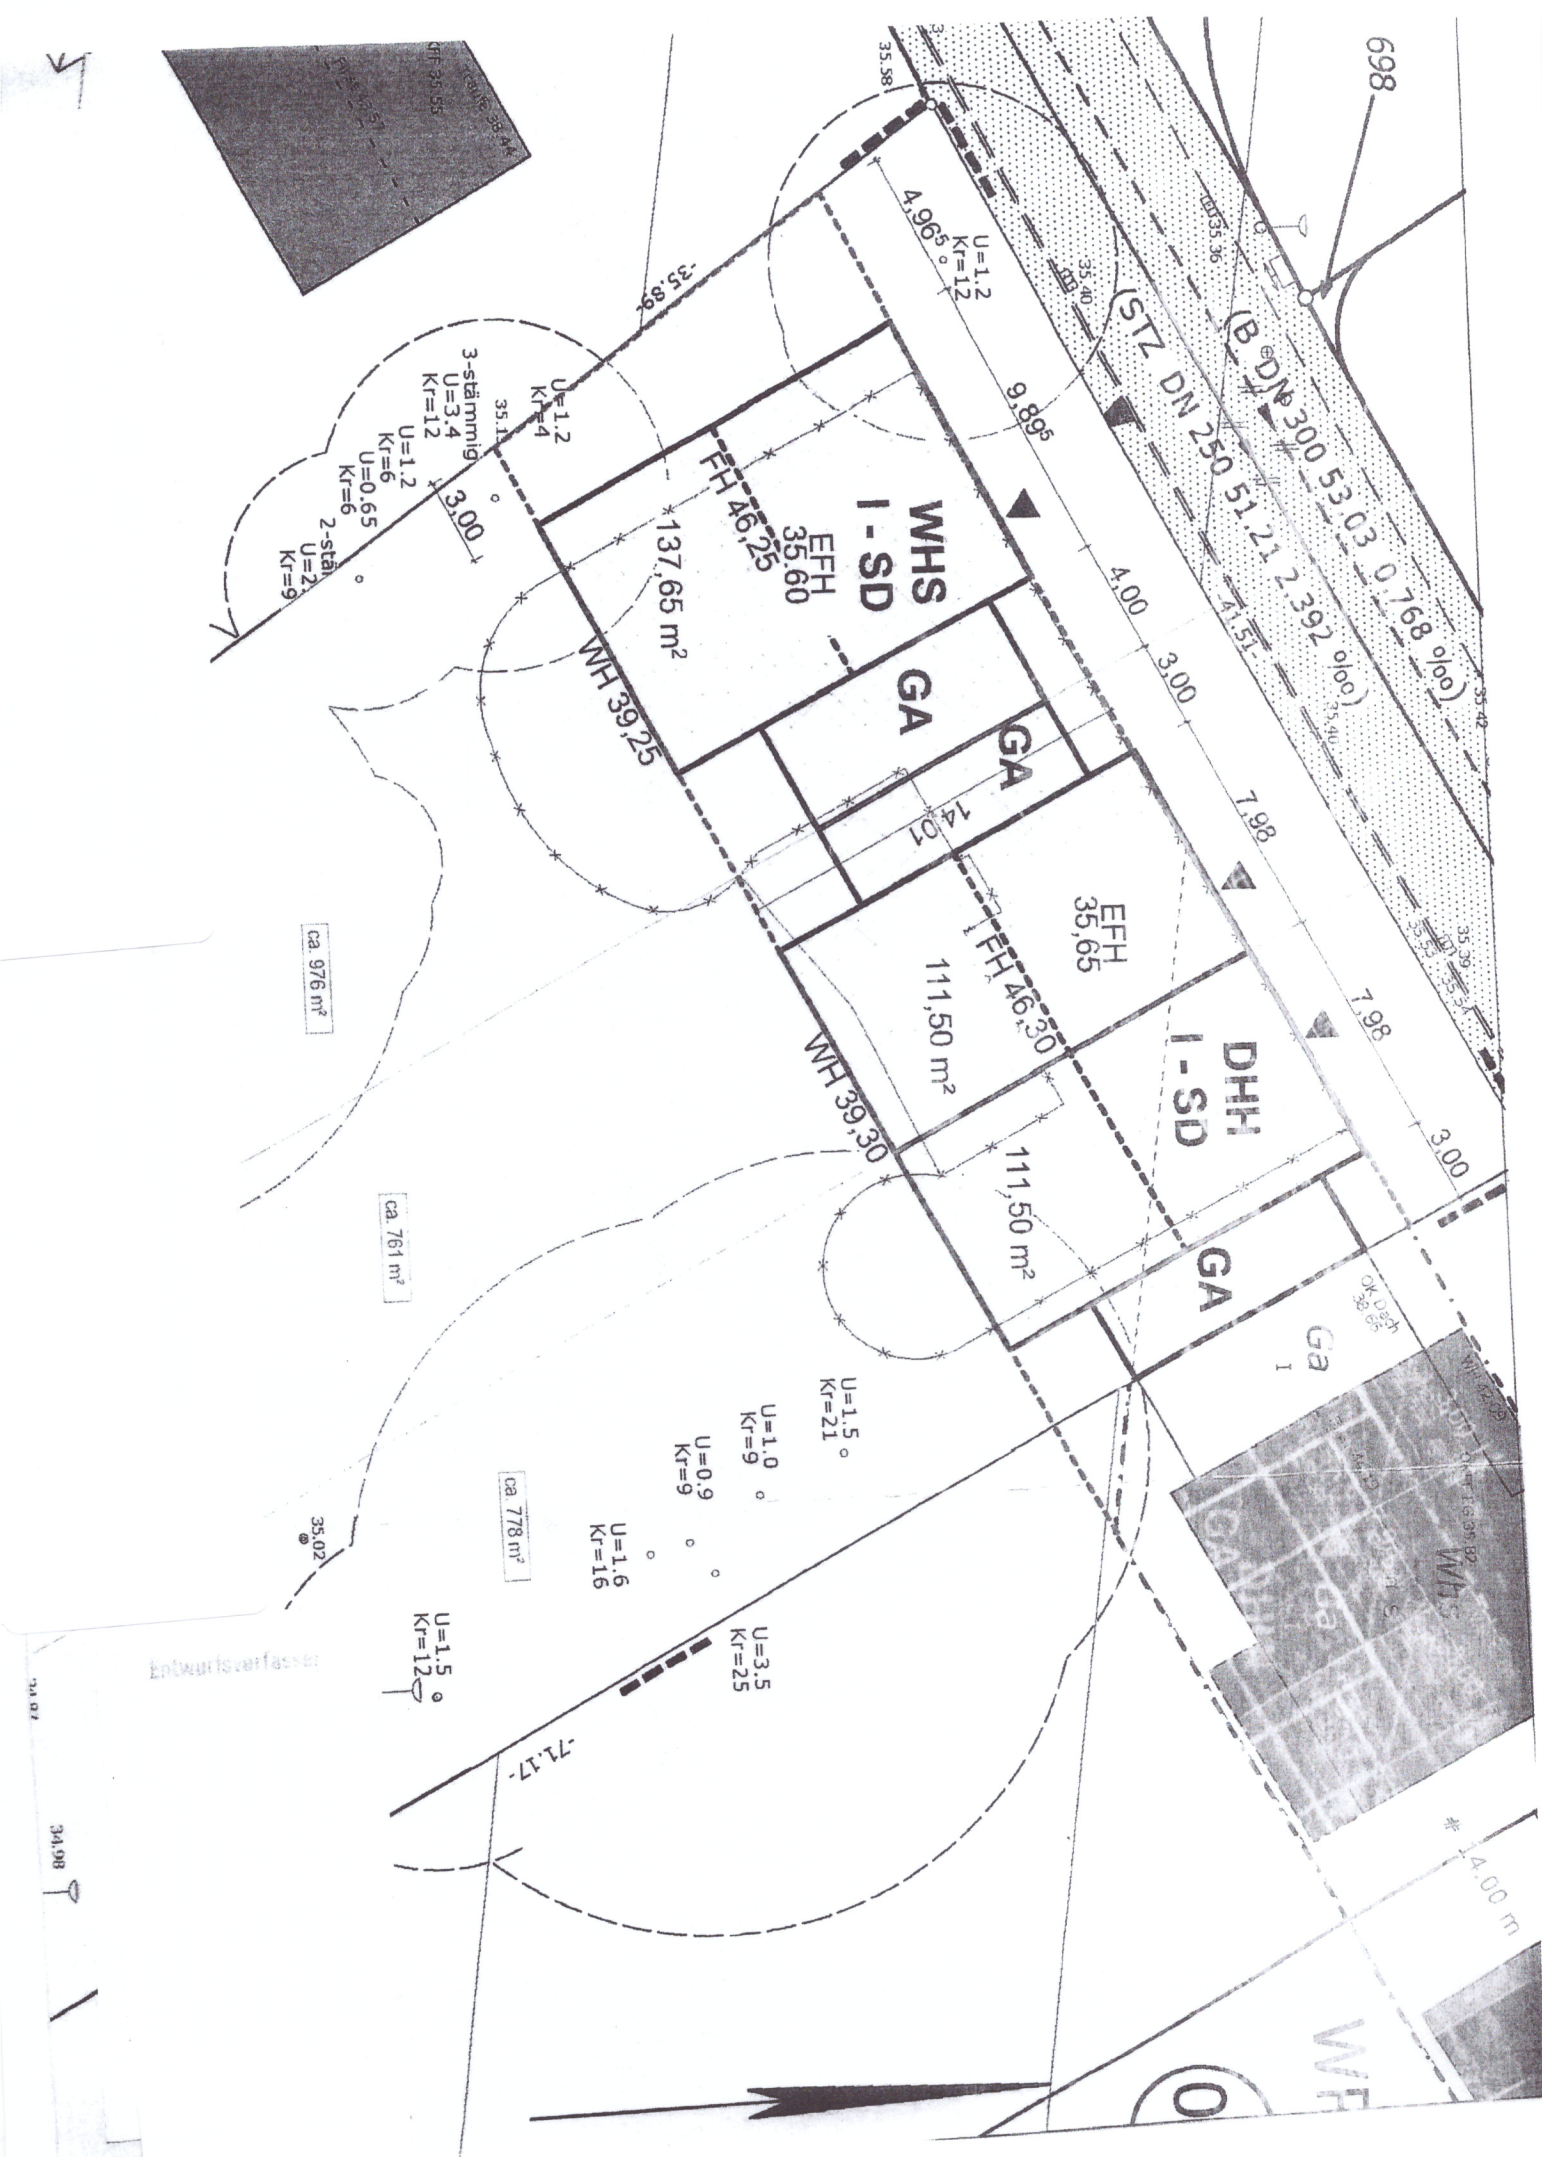 698
35.58
35.36
35.40
(B DN 300 53.03 0.768 ‰)
(STZ DN 250 51.21 2.392 ‰)
35.42
35.40
-41.51-
35.39
35.53
4,96⁵
9,89⁵
4,00
3,00
7,98
7,98
3,00
U=1.2
Kr=12
-35.89-
WHS
I - SD
EFH
35.60
FH 46,25
137,65 m²
WH 39,25
GA
GA
14.01
EFH
35,65
FH 46,30
111,50 m²
WH 39,30
DHH
I - SD
111,50 m²
GA
OK Dach
38.65
Ga
I
Whs
Ga
U=1.2
Kr=4
3-stämmig
U=3.4
Kr=12
U=1.2
Kr=6
U=0.65
Kr=6
2-stä
U=2.
Kr=9
3,00
ca. 976 m²
ca. 761 m²
ca. 778 m²
U=1.5
Kr=21
U=1.0
Kr=9
U=0.9
Kr=9
U=1.6
Kr=16
U=3.5
Kr=25
U=1.5
Kr=12
35.02
-71.17-
Entwurfsverfasser
34.98
14.00 m
WR
0